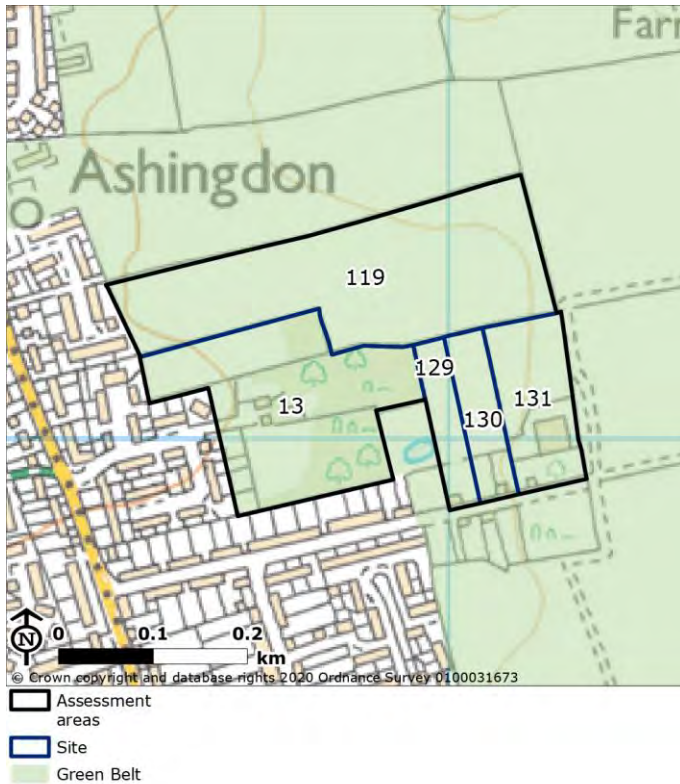 Farm
Ashingdon
119
129
13
131
130
N
0 0.1 0.2
km
© Crown copyright and database rights 2020 Ordnance Survey 0100031673
Assessment
areas
Site
Green Belt